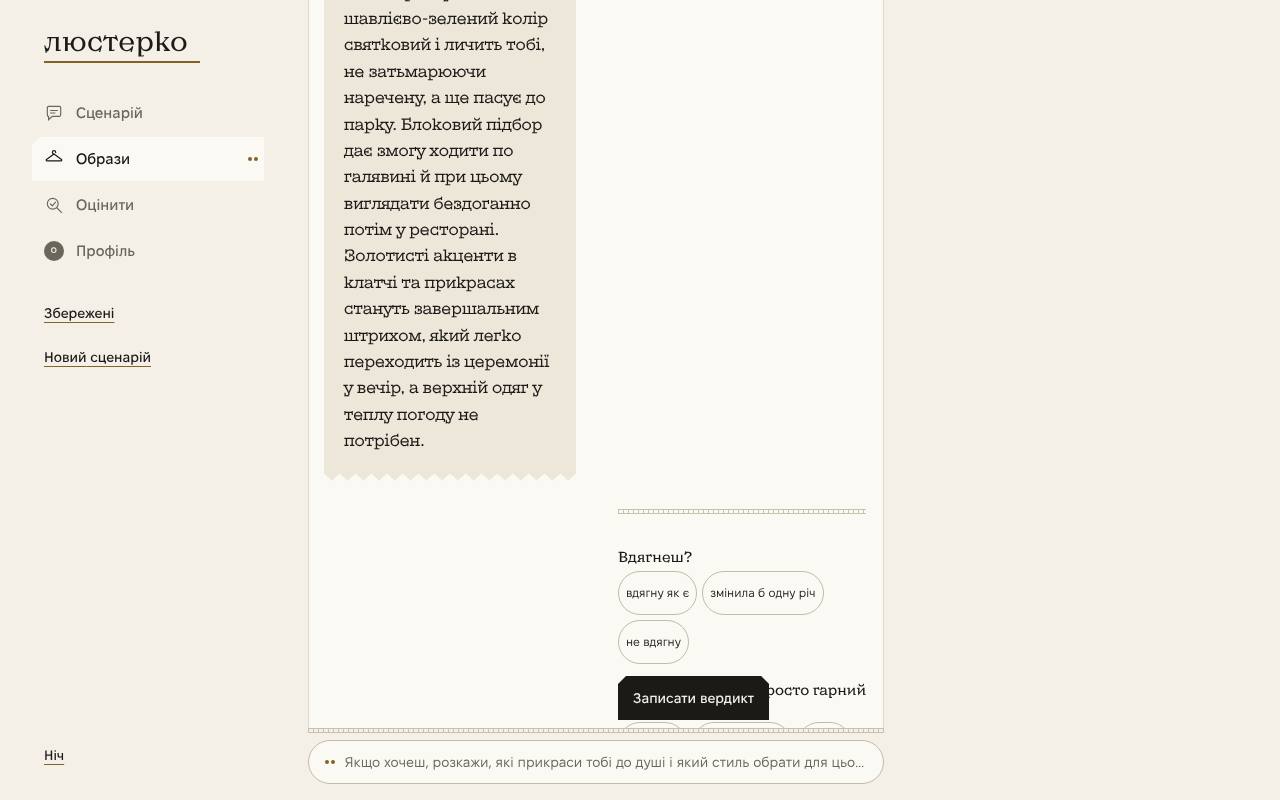 люстерко
Сценарій
Образи
Оцінити
О
Профіль
Збережені
Новий сценарій
Ніч
шавлієво-зелений колір
святковий і личить тобі,
не затьмарюючи
наречену, а ще пасує до
парку. Блоковий підбор
дає змогу ходити по
галявині й при цьому
виглядати бездоганно
потім у ресторані.
Золотисті акценти в
клатчі та прикрасах
стануть завершальним
штрихом, який легко
переходить із церемонії
у вечір, а верхній одяг у
теплу погоду не
потрібен.
Вдягнеш?
вдягну як є
змінила б одну річ
не вдягну
гарний
Записати вердикт
Якщо хочеш, розкажи, які прикраси тобі до душі і який стиль обрати для цьо...